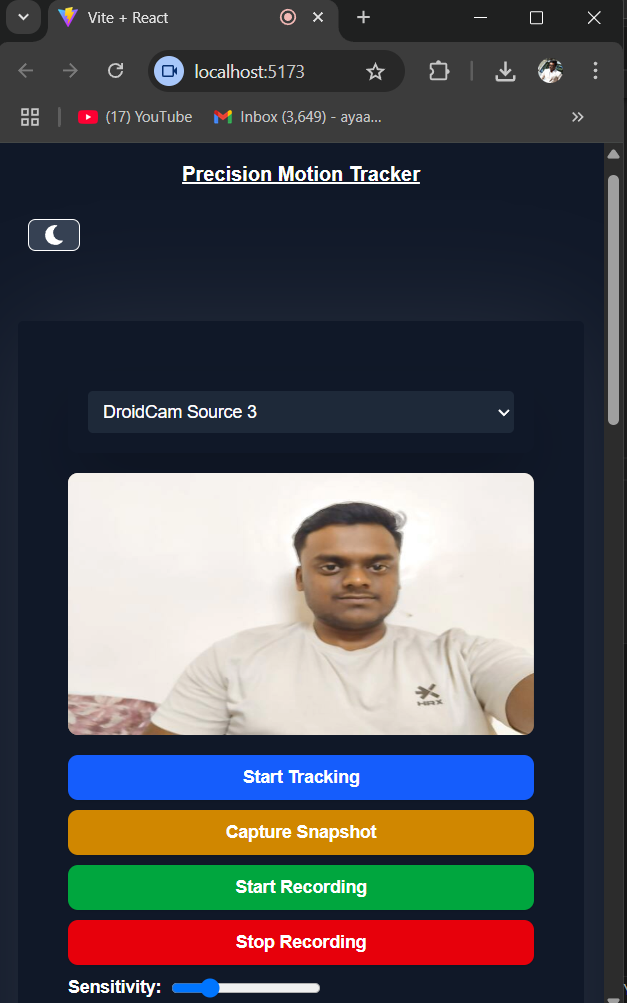 Vite + React
localhost:5173
(17) YouTube
Inbox (3,649) - ayaa...
Precision Motion Tracker
DroidCam Source 3
HRX
Start Tracking
Capture Snapshot
Start Recording
Stop Recording
Sensitivity: